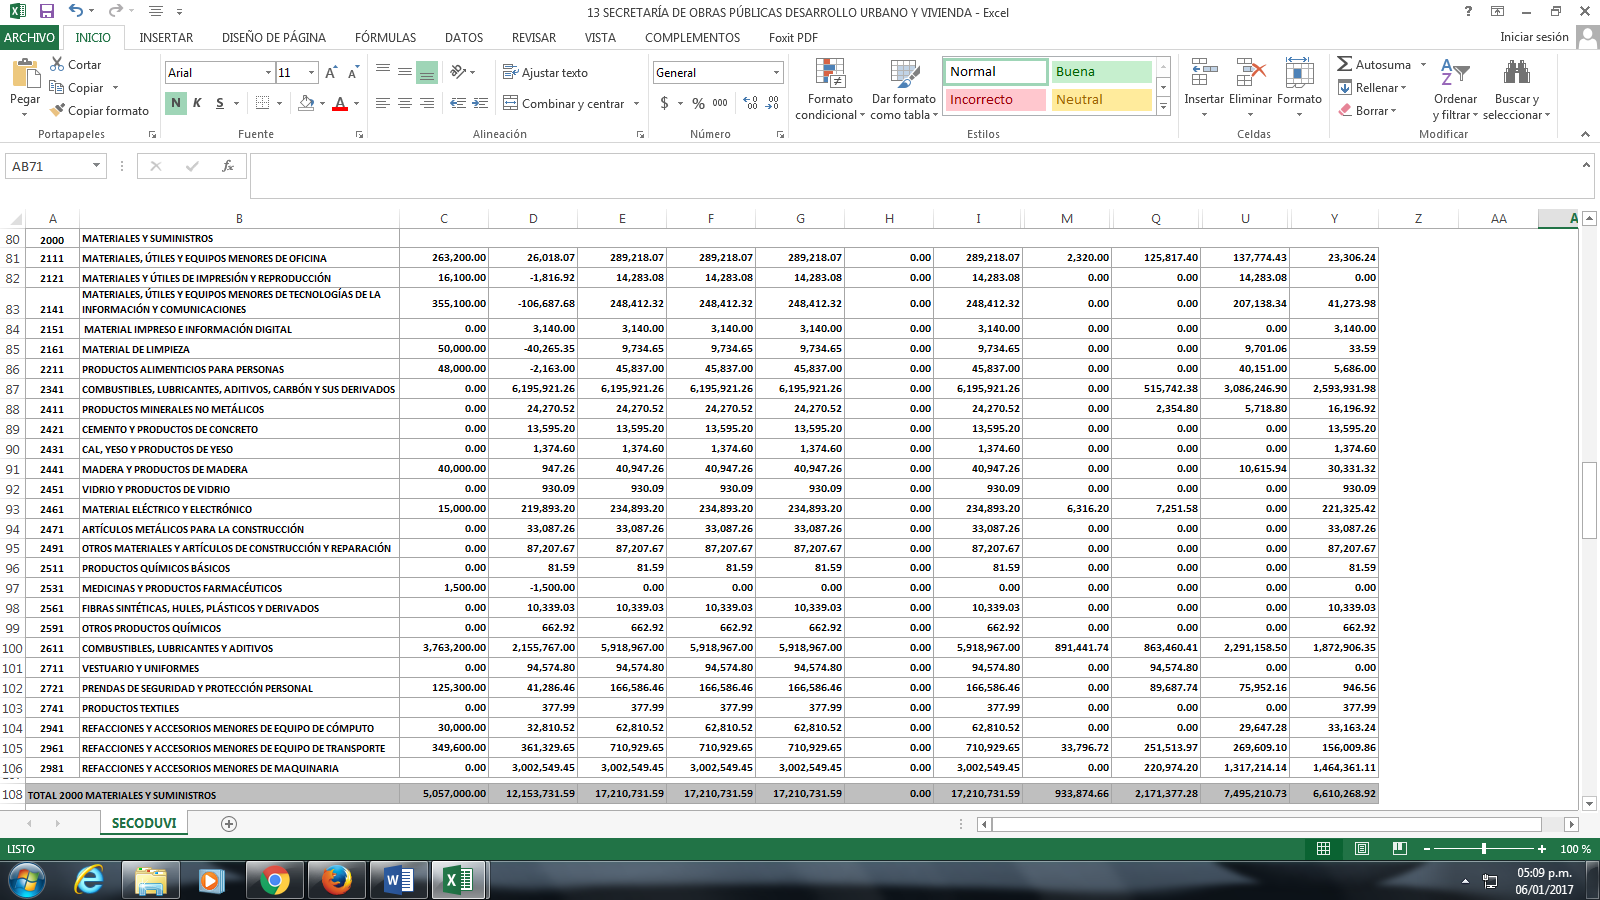 13 SECRETARÍA DE OBRAS PÚBLICAS DESARROLLO URBANO Y VIVIENDA - Excel
?
ARCHIVO INICIO INSERTAR DISEÑO DE PÁGINA FÓRMULAS DATOS REVISAR VISTA COMPLEMENTOS Foxit PDF Iniciar sesión
Pegar
Cortar
Copiar
Copiar formato
Portapapeles
Arial 11
N K S
Fuente
Ajustar texto
Combinar y centrar
Alineación
General
$ % 000
Número
Formato condicional
Dar formato como tabla
Normal Buena
Incorrecto Neutral
Estilos
Insertar Eliminar Formato
Celdas
Autosuma
Rellenar
Borrar
Ordenar y filtrar
Buscar y seleccionar
Modificar
AB71 fx
A B C D E F G H I M Q U Y Z AA A
80 2000 MATERIALES Y SUMINISTROS
81 2111 MATERIALES, ÚTILES Y EQUIPOS MENORES DE OFICINA 263,200.00 26,018.07 289,218.07 289,218.07 289,218.07 0.00 289,218.07 2,320.00 125,817.40 137,774.43 23,306.24
82 2121 MATERIALES Y ÚTILES DE IMPRESIÓN Y REPRODUCCIÓN 16,100.00 -1,816.92 14,283.08 14,283.08 14,283.08 0.00 14,283.08 0.00 0.00 14,283.08 0.00
83 2141 MATERIALES, ÚTILES Y EQUIPOS MENORES DE TECNOLOGÍAS DE LA INFORMACIÓN Y COMUNICACIONES 355,100.00 -106,687.68 248,412.32 248,412.32 248,412.32 0.00 248,412.32 0.00 0.00 207,138.34 41,273.98
84 2151 MATERIAL IMPRESO E INFORMACIÓN DIGITAL 0.00 3,140.00 3,140.00 3,140.00 3,140.00 0.00 3,140.00 0.00 0.00 0.00 3,140.00
85 2161 MATERIAL DE LIMPIEZA 50,000.00 -40,265.35 9,734.65 9,734.65 9,734.65 0.00 9,734.65 0.00 0.00 9,701.06 33.59
86 2211 PRODUCTOS ALIMENTICIOS PARA PERSONAS 48,000.00 -2,163.00 45,837.00 45,837.00 45,837.00 0.00 45,837.00 0.00 0.00 40,151.00 5,686.00
87 2341 COMBUSTIBLES, LUBRICANTES, ADITIVOS, CARBÓN Y SUS DERIVADOS 0.00 6,195,921.26 6,195,921.26 6,195,921.26 6,195,921.26 0.00 6,195,921.26 0.00 515,742.38 3,086,246.90 2,593,931.98
88 2411 PRODUCTOS MINERALES NO METÁLICOS 0.00 24,270.52 24,270.52 24,270.52 24,270.52 0.00 24,270.52 0.00 2,354.80 5,718.80 16,196.92
89 2421 CEMENTO Y PRODUCTOS DE CONCRETO 0.00 13,595.20 13,595.20 13,595.20 13,595.20 0.00 13,595.20 0.00 0.00 0.00 13,595.20
90 2431 CAL, YESO Y PRODUCTOS DE YESO 0.00 1,374.60 1,374.60 1,374.60 1,374.60 0.00 1,374.60 0.00 0.00 0.00 1,374.60
91 2441 MADERA Y PRODUCTOS DE MADERA 40,000.00 947.26 40,947.26 40,947.26 40,947.26 0.00 40,947.26 0.00 0.00 10,615.94 30,331.32
92 2451 VIDRIO Y PRODUCTOS DE VIDRIO 0.00 930.09 930.09 930.09 930.09 0.00 930.09 0.00 0.00 0.00 930.09
93 2461 MATERIAL ELÉCTRICO Y ELECTRÓNICO 15,000.00 219,893.20 234,893.20 234,893.20 234,893.20 0.00 234,893.20 6,316.20 7,251.58 0.00 221,325.42
94 2471 ARTÍCULOS METÁLICOS PARA LA CONSTRUCCIÓN 0.00 33,087.26 33,087.26 33,087.26 33,087.26 0.00 33,087.26 0.00 0.00 0.00 33,087.26
95 2491 OTROS MATERIALES Y ARTÍCULOS DE CONSTRUCCIÓN Y REPARACIÓN 0.00 87,207.67 87,207.67 87,207.67 87,207.67 0.00 87,207.67 0.00 0.00 0.00 87,207.67
96 2511 PRODUCTOS QUÍMICOS BÁSICOS 0.00 81.59 81.59 81.59 81.59 0.00 81.59 0.00 0.00 0.00 81.59
97 2531 MEDICINAS Y PRODUCTOS FARMACÉUTICOS 1,500.00 -1,500.00 0.00 0.00 0.00 0.00 0.00 0.00 0.00 0.00 0.00
98 2561 FIBRAS SINTÉTICAS, HULES, PLÁSTICOS Y DERIVADOS 0.00 10,339.03 10,339.03 10,339.03 10,339.03 0.00 10,339.03 0.00 0.00 0.00 10,339.03
99 2591 OTROS PRODUCTOS QUÍMICOS 0.00 662.92 662.92 662.92 662.92 0.00 662.92 0.00 0.00 0.00 662.92
100 2611 COMBUSTIBLES, LUBRICANTES Y ADITIVOS 3,763,200.00 2,155,767.00 5,918,967.00 5,918,967.00 5,918,967.00 0.00 5,918,967.00 891,441.74 863,460.41 2,291,158.50 1,872,906.35
101 2711 VESTUARIO Y UNIFORMES 0.00 94,574.80 94,574.80 94,574.80 94,574.80 0.00 94,574.80 0.00 94,574.80 0.00 0.00
102 2721 PRENDAS DE SEGURIDAD Y PROTECCIÓN PERSONAL 125,300.00 41,286.46 166,586.46 166,586.46 166,586.46 0.00 166,586.46 0.00 89,687.74 75,952.16 946.56
103 2741 PRODUCTOS TEXTILES 0.00 377.99 377.99 377.99 377.99 0.00 377.99 0.00 0.00 0.00 377.99
104 2941 REFACCIONES Y ACCESORIOS MENORES DE EQUIPO DE CÓMPUTO 30,000.00 32,810.52 62,810.52 62,810.52 62,810.52 0.00 62,810.52 0.00 0.00 29,647.28 33,163.24
105 2961 REFACCIONES Y ACCESORIOS MENORES DE EQUIPO DE TRANSPORTE 349,600.00 361,329.65 710,929.65 710,929.65 710,929.65 0.00 710,929.65 33,796.72 251,513.97 269,609.10 156,009.86
106 2981 REFACCIONES Y ACCESORIOS MENORES DE MAQUINARIA 0.00 3,002,549.45 3,002,549.45 3,002,549.45 3,002,549.45 0.00 3,002,549.45 0.00 220,974.20 1,317,214.14 1,464,361.11
108 TOTAL 2000 MATERIALES Y SUMINISTROS 5,057,000.00 12,153,731.59 17,210,731.59 17,210,731.59 17,210,731.59 0.00 17,210,731.59 933,874.66 2,171,377.28 7,495,210.73 6,610,268.92
SECODUVI
LISTO 100 %
05:09 p.m.
06/01/2017